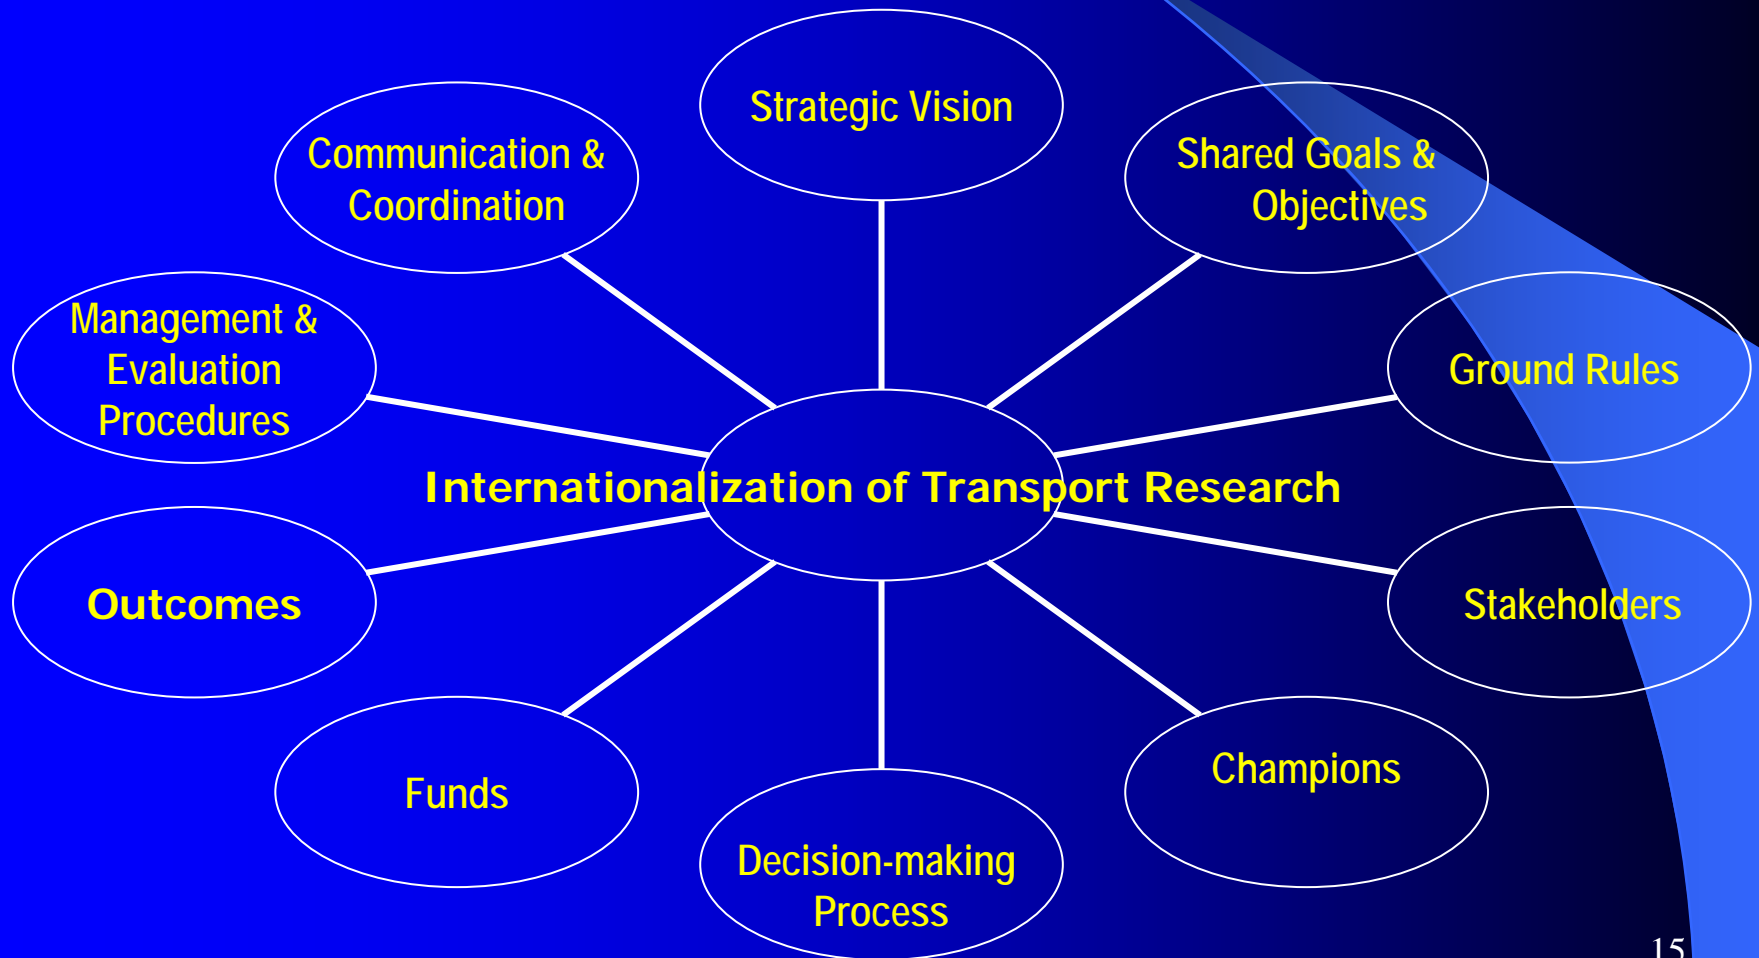 Strategic Vision
Communication &
Coordination
Shared Goals &
Objectives
Management &
Evaluation
Procedures
Ground Rules
Internationalization of Transport Research
Outcomes
Stakeholders
Funds
Champions
Decision-making
Process
15